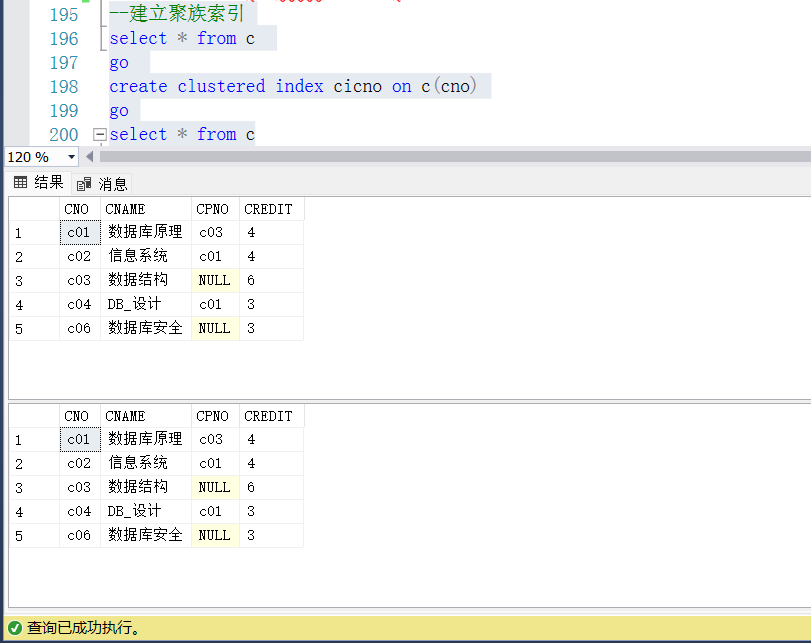 195 --建立聚族索引
196 select * from c
197 go
198 create clustered index cicno on c(cno)
199 go
200 select * from c
120 %
结果 消息
CNO CNAME CPNO CREDIT
1 c01 数据库原理 c03 4
2 c02 信息系统 c01 4
3 c03 数据结构 NULL 6
4 c04 DB_设计 c01 3
5 c06 数据库安全 NULL 3
CNO CNAME CPNO CREDIT
1 c01 数据库原理 c03 4
2 c02 信息系统 c01 4
3 c03 数据结构 NULL 6
4 c04 DB_设计 c01 3
5 c06 数据库安全 NULL 3
查询已成功执行。